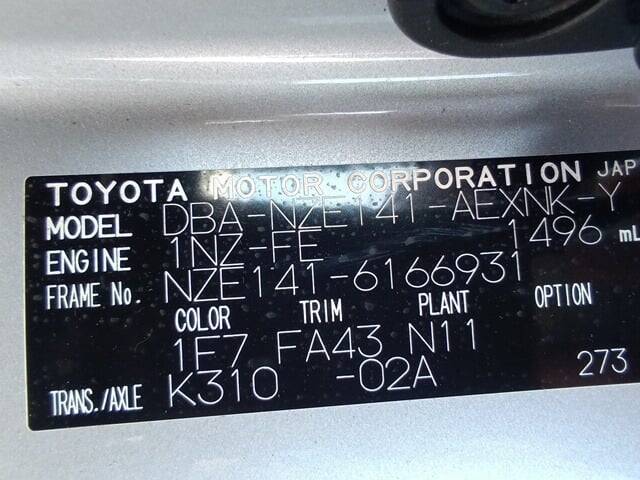 TOYOTA MOTOR CORPORATION JAP
MODEL DBA-NZE141-AEXNK-Y
ENGINE 1NZ-FE 1496 mL
FRAME No. NZE141-6166931
COLOR TRIM PLANT OPTION
1E7 FA43 N11
TRANS./AXLE K310 -02A 273